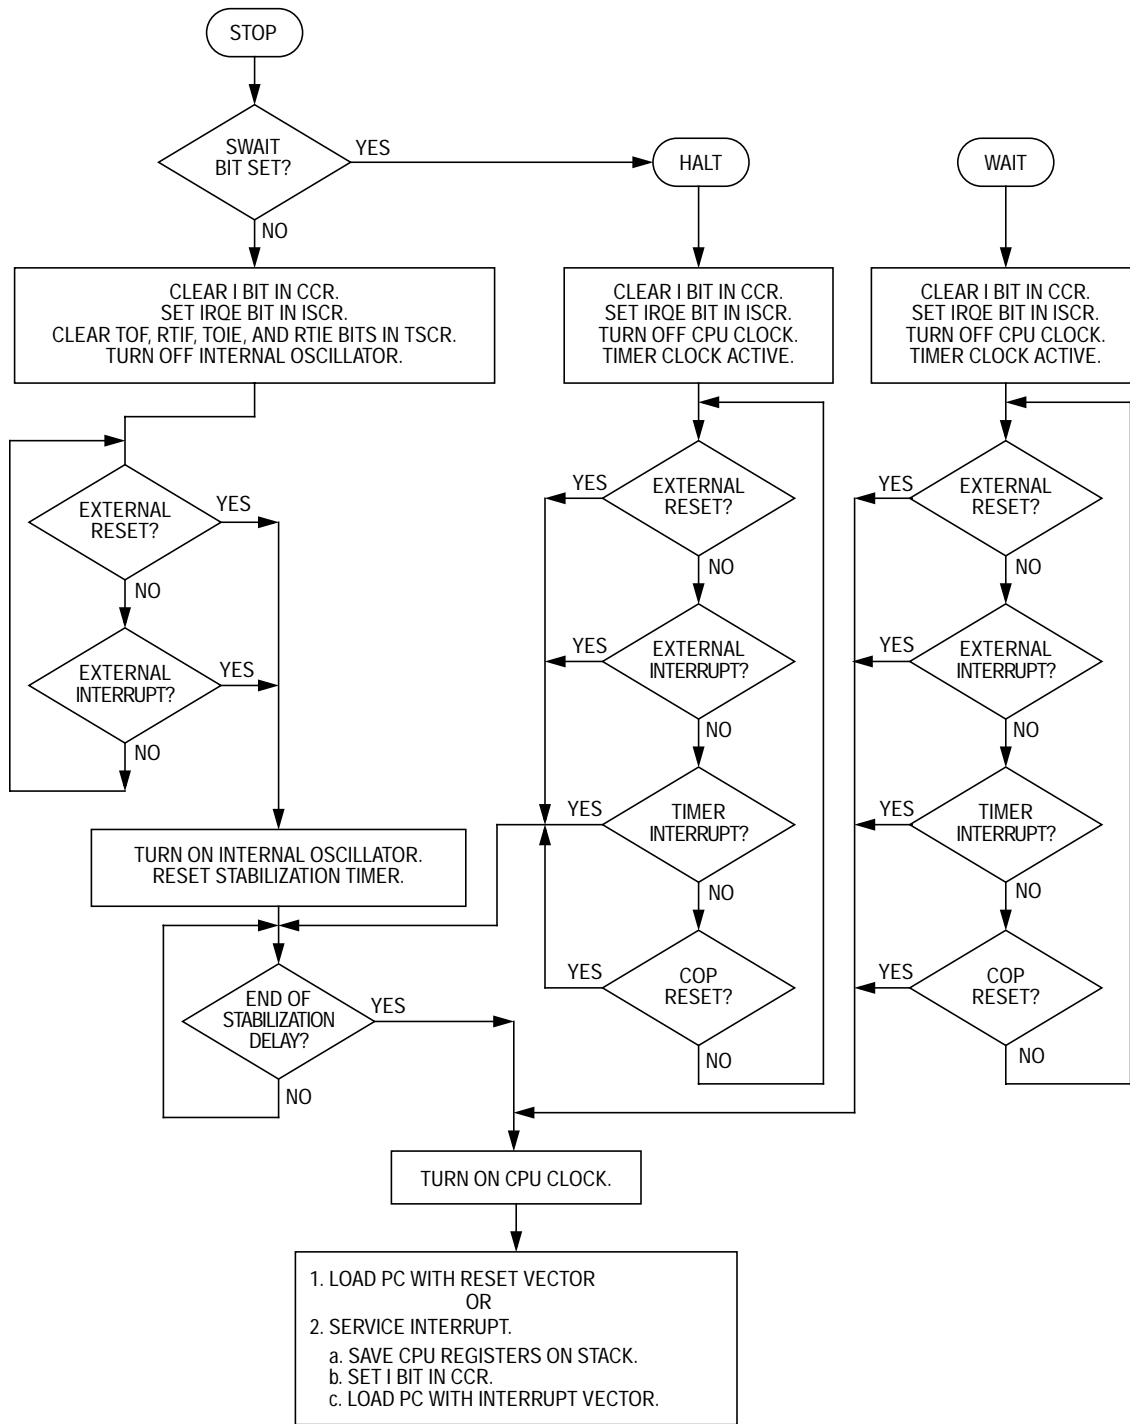 STOP
SWAIT
BIT SET?
YES
NO
HALT
WAIT
CLEAR I BIT IN CCR.
SET IRQE BIT IN ISCR.
CLEAR TOF, RTIF, TOIE, AND RTIE BITS IN TSCR.
TURN OFF INTERNAL OSCILLATOR.
CLEAR I BIT IN CCR.
SET IRQE BIT IN ISCR.
TURN OFF CPU CLOCK.
TIMER CLOCK ACTIVE.
CLEAR I BIT IN CCR.
SET IRQE BIT IN ISCR.
TURN OFF CPU CLOCK.
TIMER CLOCK ACTIVE.
EXTERNAL
RESET?
YES
NO
EXTERNAL
INTERRUPT?
YES
NO
TURN ON INTERNAL OSCILLATOR.
RESET STABILIZATION TIMER.
END OF
STABILIZATION
DELAY?
YES
NO
YES
EXTERNAL
RESET?
NO
YES
EXTERNAL
INTERRUPT?
NO
YES
TIMER
INTERRUPT?
NO
YES
COP
RESET?
NO
YES
EXTERNAL
RESET?
NO
YES
EXTERNAL
INTERRUPT?
NO
YES
TIMER
INTERRUPT?
NO
YES
COP
RESET?
NO
TURN ON CPU CLOCK.
1. LOAD PC WITH RESET VECTOR
OR
2. SERVICE INTERRUPT.
a. SAVE CPU REGISTERS ON STACK.
b. SET I BIT IN CCR.
c. LOAD PC WITH INTERRUPT VECTOR.